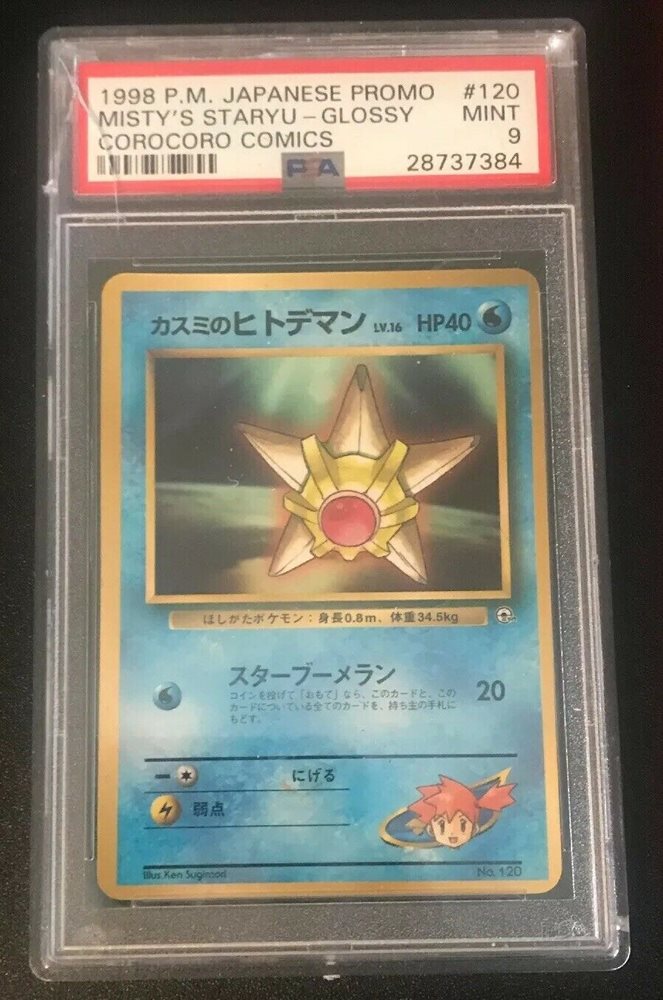 1998 P.M. JAPANESE PROMO #120
MISTY'S STARYU - GLOSSY MINT
COROCORO COMICS 9
PSA 28737384
カスミのヒトデマン LV.16 HP40
ほしがたポケモン：身長0.8m、体重34.5kg
スターブーメラン 20
コインを投げて「おもて」なら、このカードと、この
カードについている全てのカードを、持ち主の手札に
もどす。
にげる
弱点
Illus. Ken Sugimori No. 120